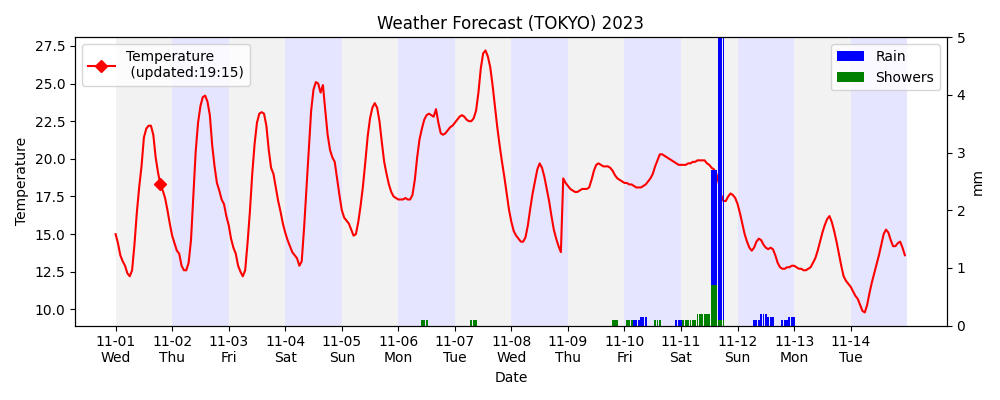 Weather Forecast (TOKYO) 2023
Temperature
(updated:19:15)
Rain
Showers
Temperature
27.5
25.0
22.5
20.0
17.5
15.0
12.5
10.0
mm
5
4
3
2
1
0
11-01 11-02 11-03 11-04 11-05 11-06 11-07 11-08 11-09 11-10 11-11 11-12 11-13 11-14
Wed Thu Fri Sat Sun Mon Tue Wed Thu Fri Sat Sun Mon Tue
Date